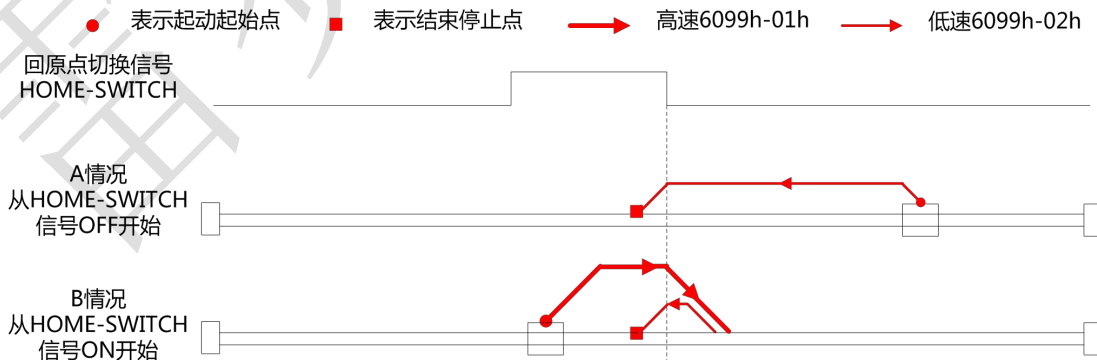 表示起动起始点 表示结束停止点 高速6099h-01h 低速6099h-02h
回原点切换信号
HOME-SWITCH
A情况
从HOME-SWITCH
信号OFF开始
B情况
从HOME-SWITCH
信号ON开始